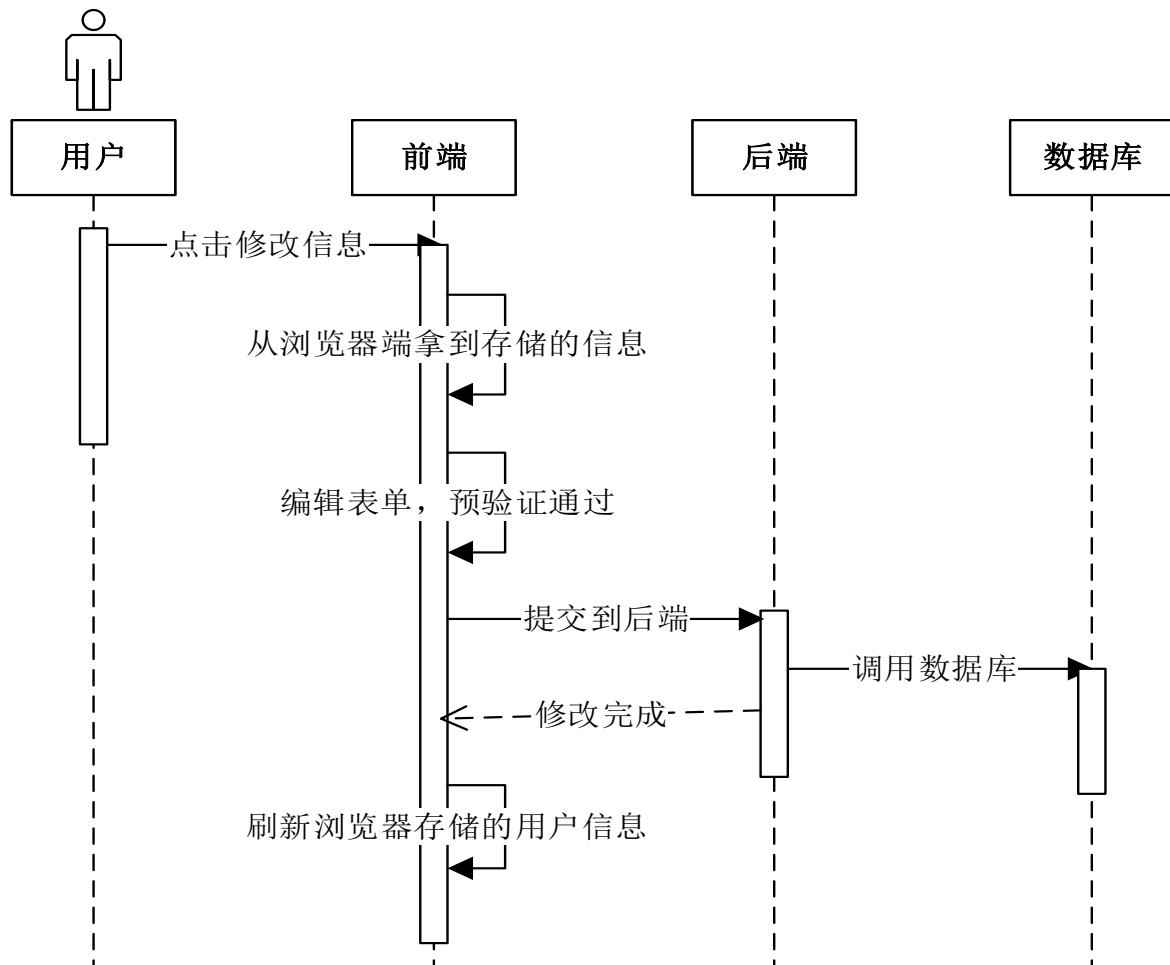 用户
前端
后端
数据库
点击修改信息
从浏览器端拿到存储的信息
编辑表单，预验证通过
提交到后端
调用数据库
修改完成
刷新浏览器存储的用户信息